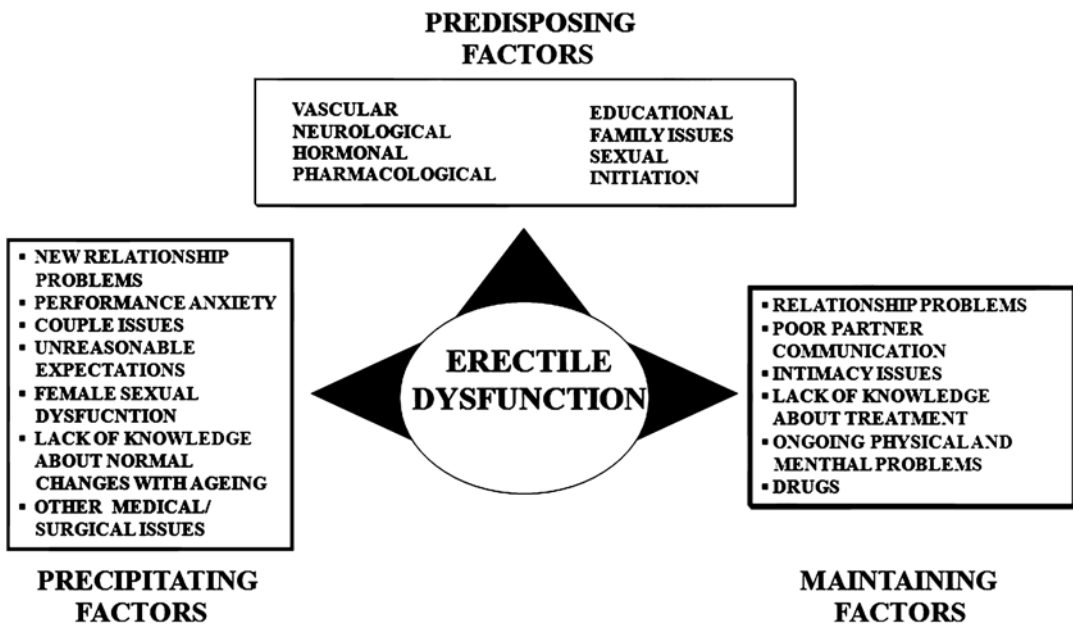 PREDISPOSING
FACTORS
VASCULAR
NEUROLOGICAL
HORMONAL
PHARMACOLOGICAL
EDUCATIONAL
FAMILY ISSUES
SEXUAL
INITIATION
▪ NEW RELATIONSHIP
PROBLEMS
▪ PERFORMANCE ANXIETY
▪ COUPLE ISSUES
▪ UNREASONABLE
EXPECTATIONS
▪ FEMALE SEXUAL
DYSFUCNTION
▪ LACK OF KNOWLEDGE
ABOUT NORMAL
CHANGES WITH AGEING
▪ OTHER MEDICAL/
SURGICAL ISSUES
PRECIPITATING
FACTORS
ERECTILE
DYSFUNCTION
▪ RELATIONSHIP PROBLEMS
▪ POOR PARTNER
COMMUNICATION
▪ INTIMACY ISSUES
▪ LACK OF KNOWLEDGE
ABOUT TREATMENT
▪ ONGOING PHYSICAL AND
MENTHAL PROBLEMS
▪ DRUGS
MAINTAINING
FACTORS